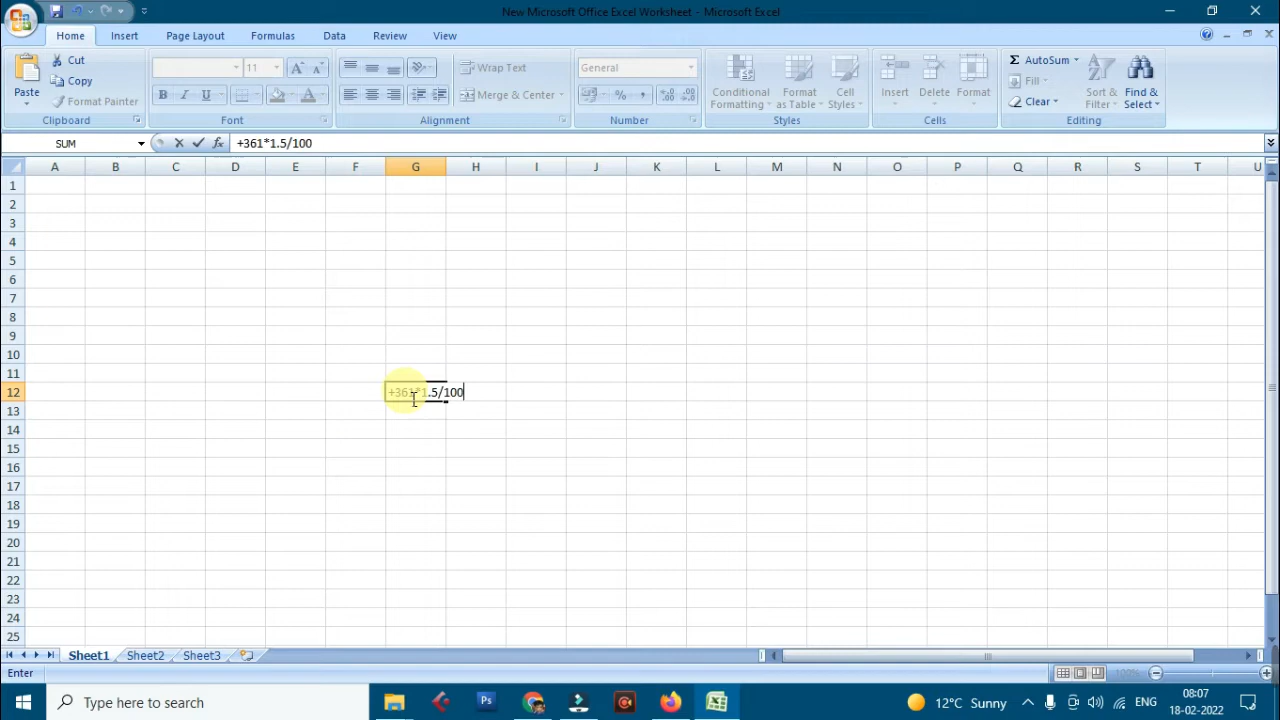 New Microsoft Office Excel Worksheet - Microsoft Excel
Home Insert Page Layout Formulas Data Review View
Paste
Cut
Copy
Format Painter
Clipboard
11
B I U
Font
Wrap Text
Merge & Center
Alignment
General
%
Number
Conditional Formatting
Format as Table
Cell Styles
Styles
Insert
Delete
Format
Cells
AutoSum
Fill
Clear
Sort & Filter
Find & Select
Editing
SUM fx +361*1.5/100
A B C D E F G H I J K L M N O P Q R S T U
1
2
3
4
5
6
7
8
9
10
11
12 +361*1.5/100
13
14
15
16
17
18
19
20
21
22
23
24
25
Sheet1 Sheet2 Sheet3
Enter 100%
Type here to search
Ps
12°C Sunny
ENG
08:07
18-02-2022